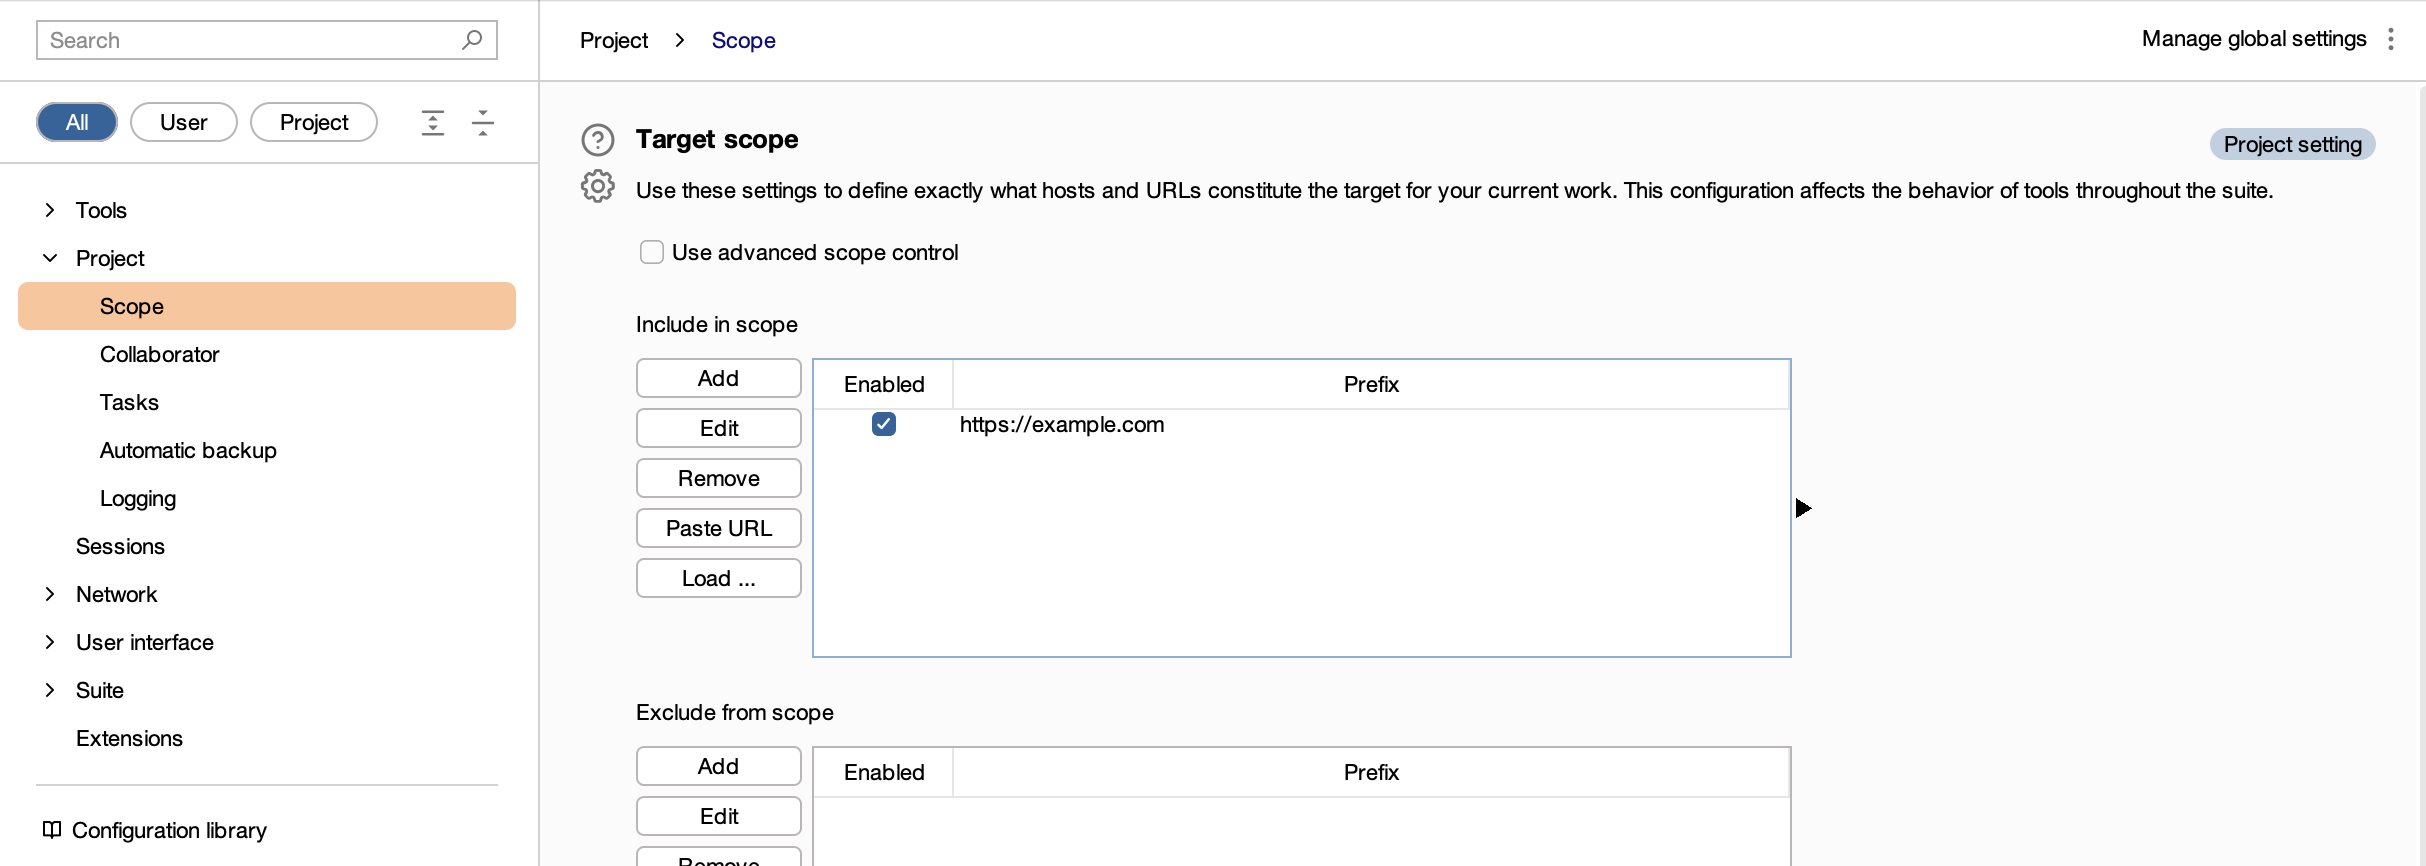 Search
Project > Scope
Manage global settings
All
User
Project
Target scope
Project setting
Use these settings to define exactly what hosts and URLs constitute the target for your current work. This configuration affects the behavior of tools throughout the suite.
Use advanced scope control
Tools
Project
Scope
Collaborator
Tasks
Automatic backup
Logging
Sessions
Network
User interface
Suite
Extensions
Configuration library
Include in scope
Add
Edit
Remove
Paste URL
Load ...
Enabled Prefix
https://example.com
Exclude from scope
Add
Edit
Remove
Enabled Prefix